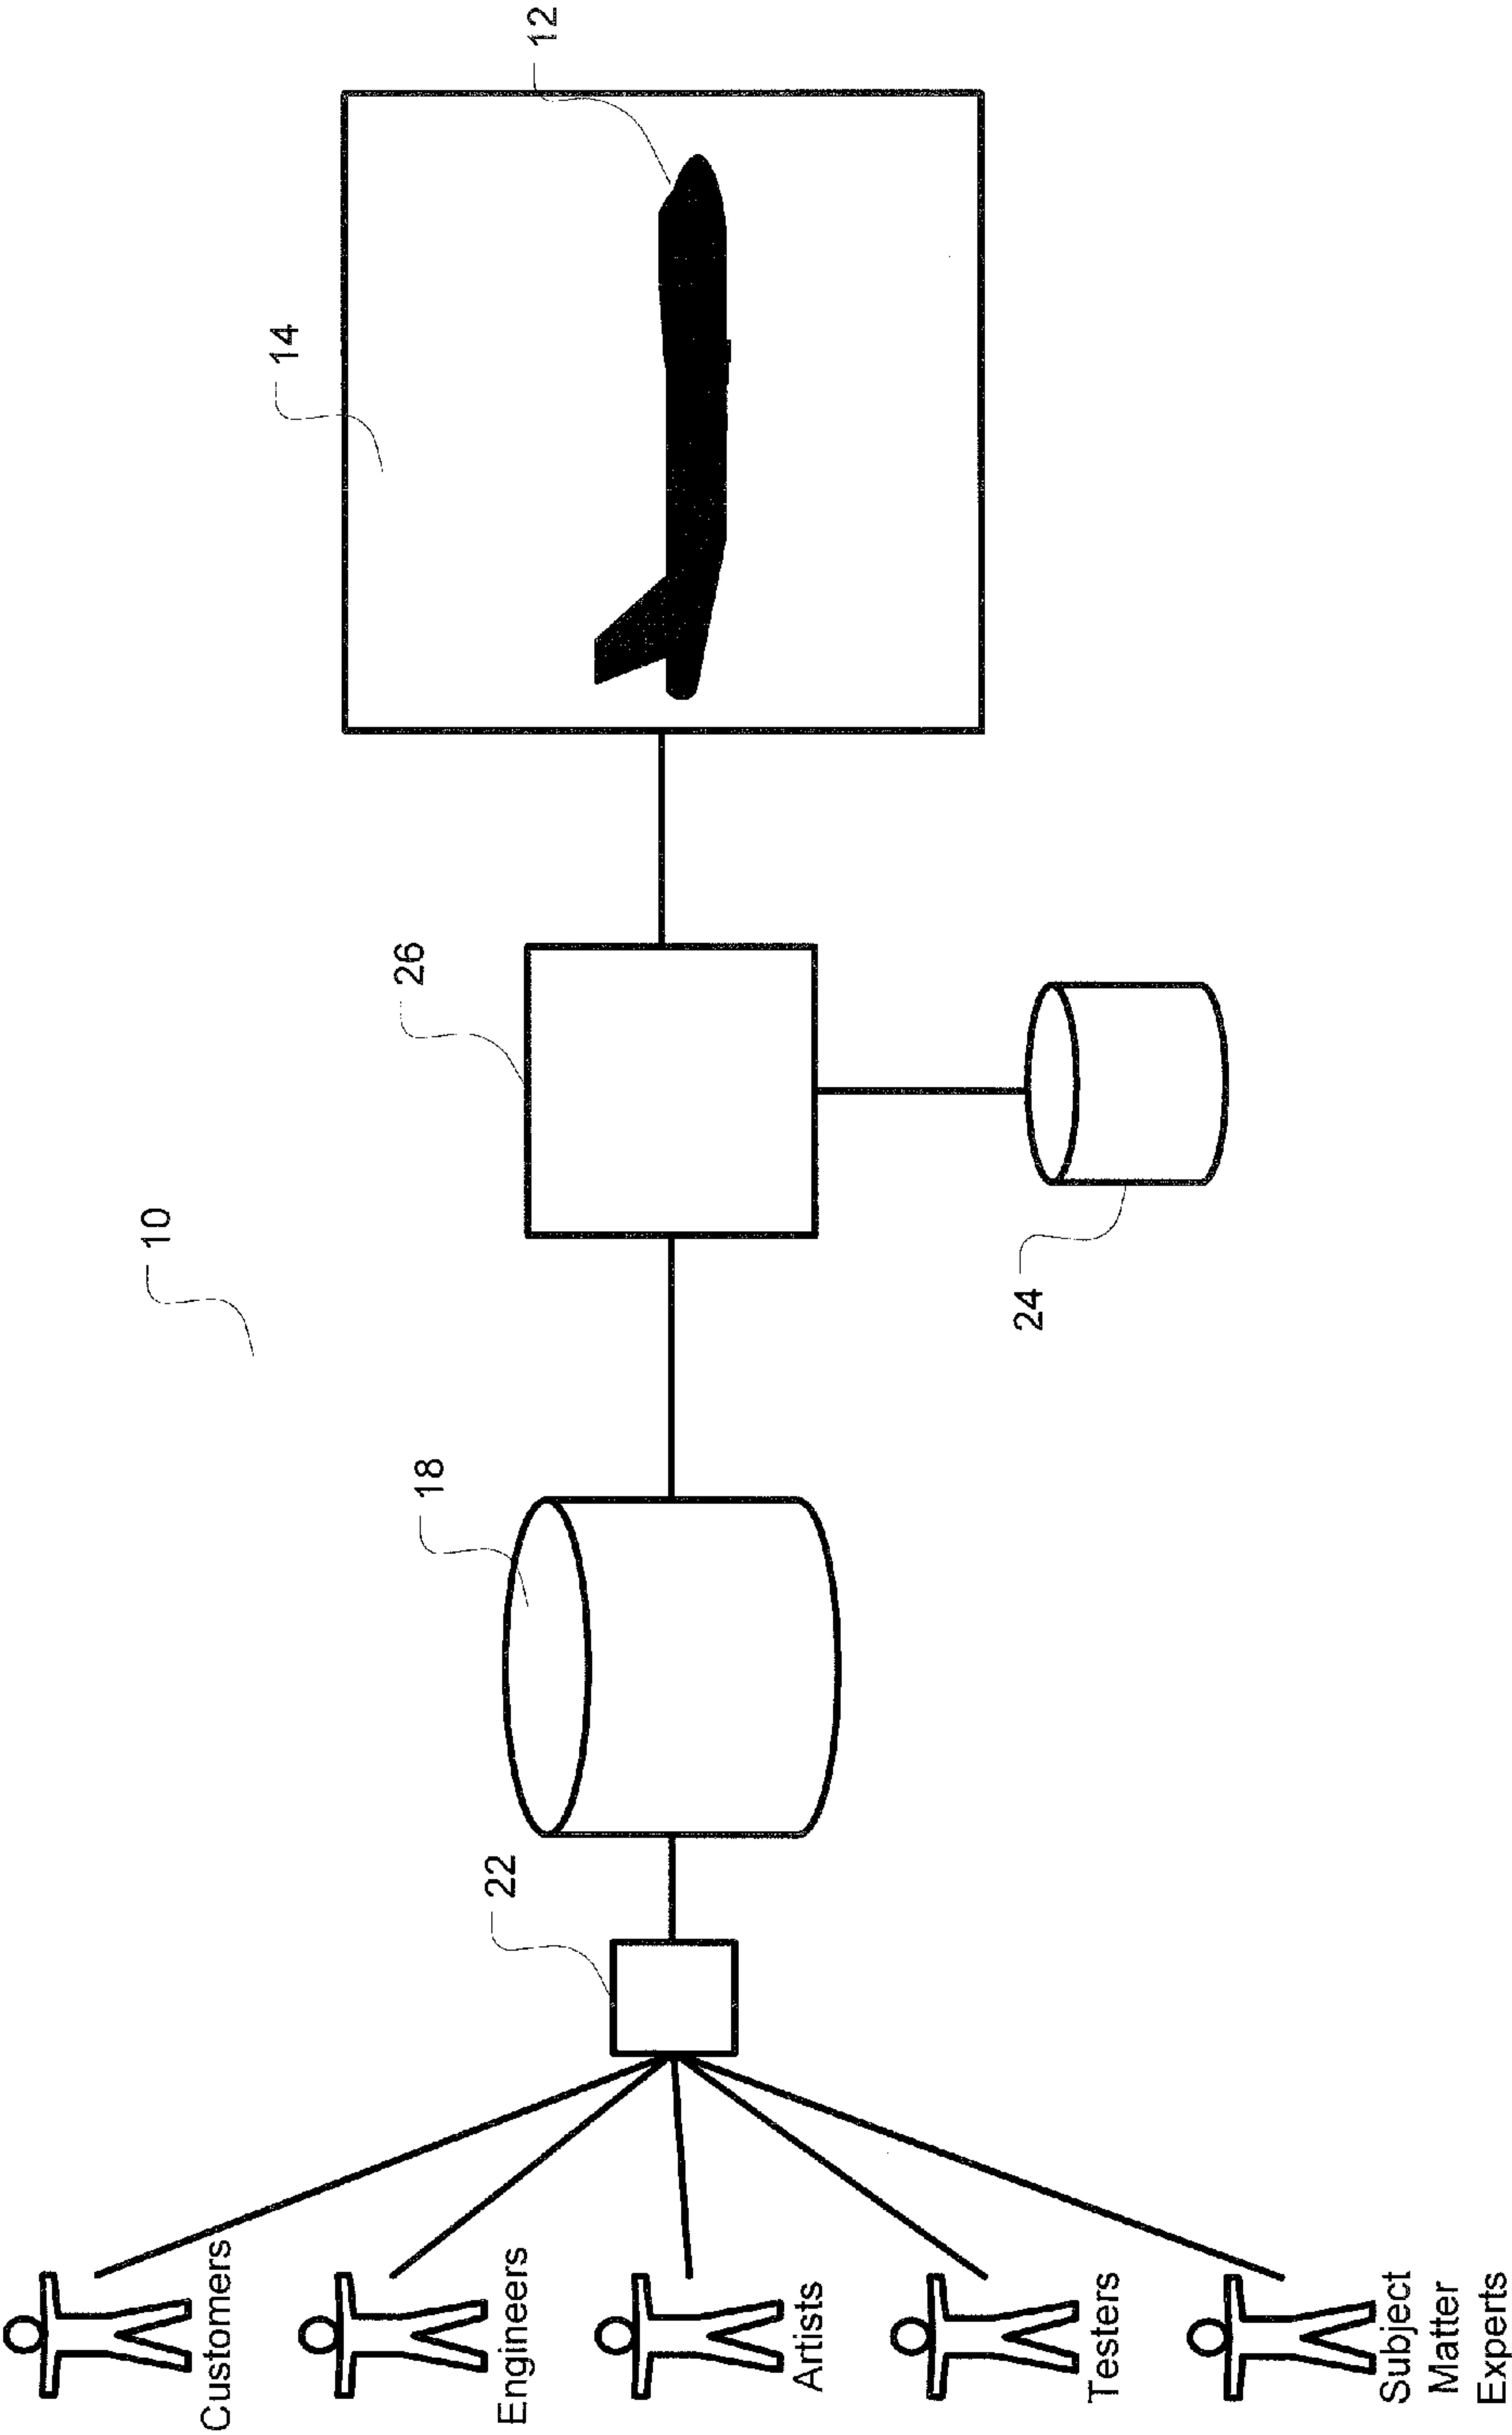 10
14
12
26
18
22
24
Customers
Engineers
Artists
Testers
Subject
Matter
Experts